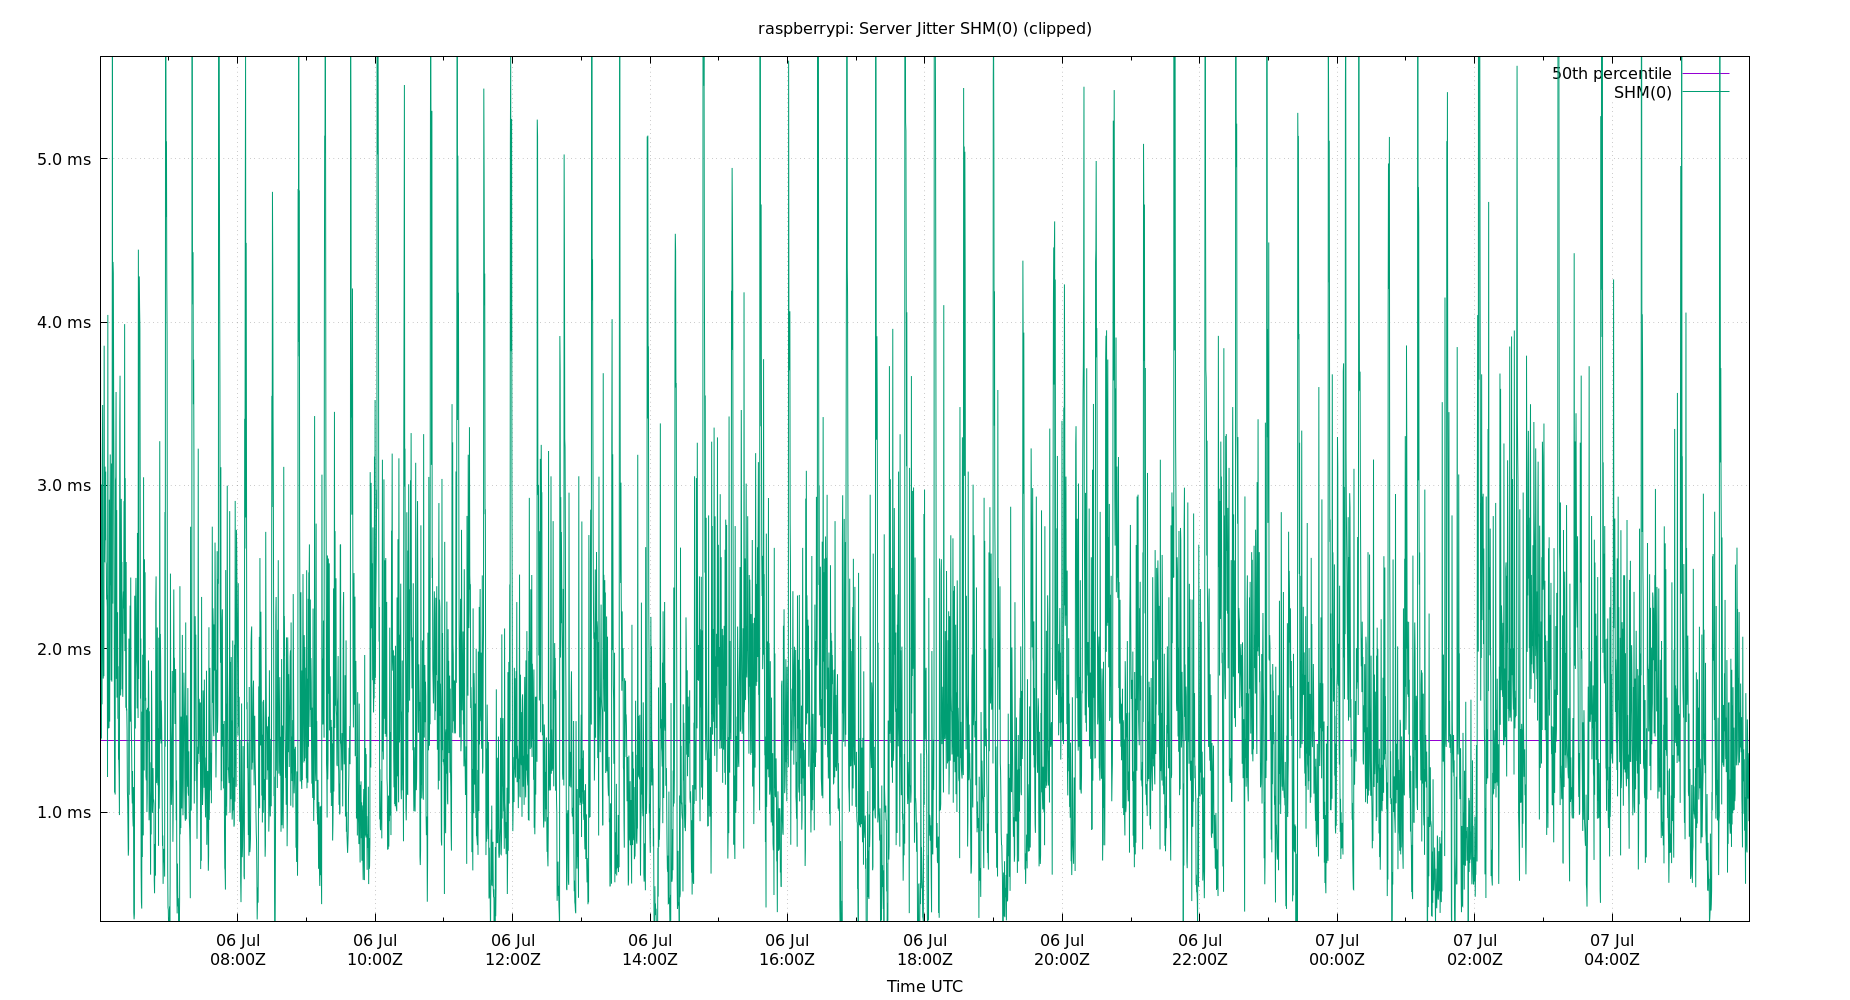 raspberrypi: Server Jitter SHM(0) (clipped)
50th percentile
SHM(0)
5.0 ms
4.0 ms
3.0 ms
2.0 ms
1.0 ms
06 Jul 06 Jul 06 Jul 06 Jul 06 Jul 06 Jul 06 Jul 06 Jul 07 Jul 07 Jul 07 Jul
08:00Z 10:00Z 12:00Z 14:00Z 16:00Z 18:00Z 20:00Z 22:00Z 00:00Z 02:00Z 04:00Z
Time UTC